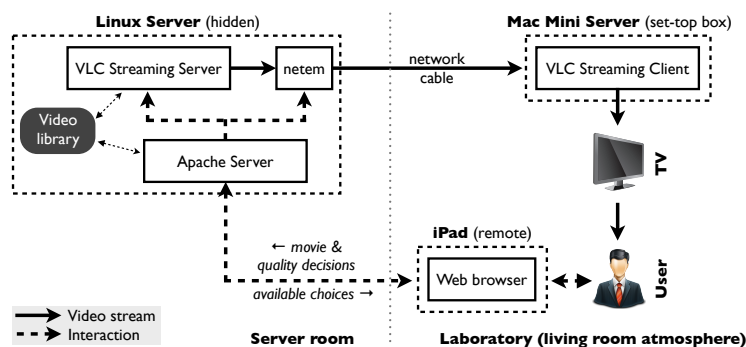 Linux Server (hidden)
Mac Mini Server (set-top box)
VLC Streaming Server
netem
network
cable
VLC Streaming Client
Video
library
Apache Server
TV
iPad (remote)
← movie &
quality decisions
Web browser
available choices →
User
Video stream
Interaction
Server room
Laboratory (living room atmosphere)